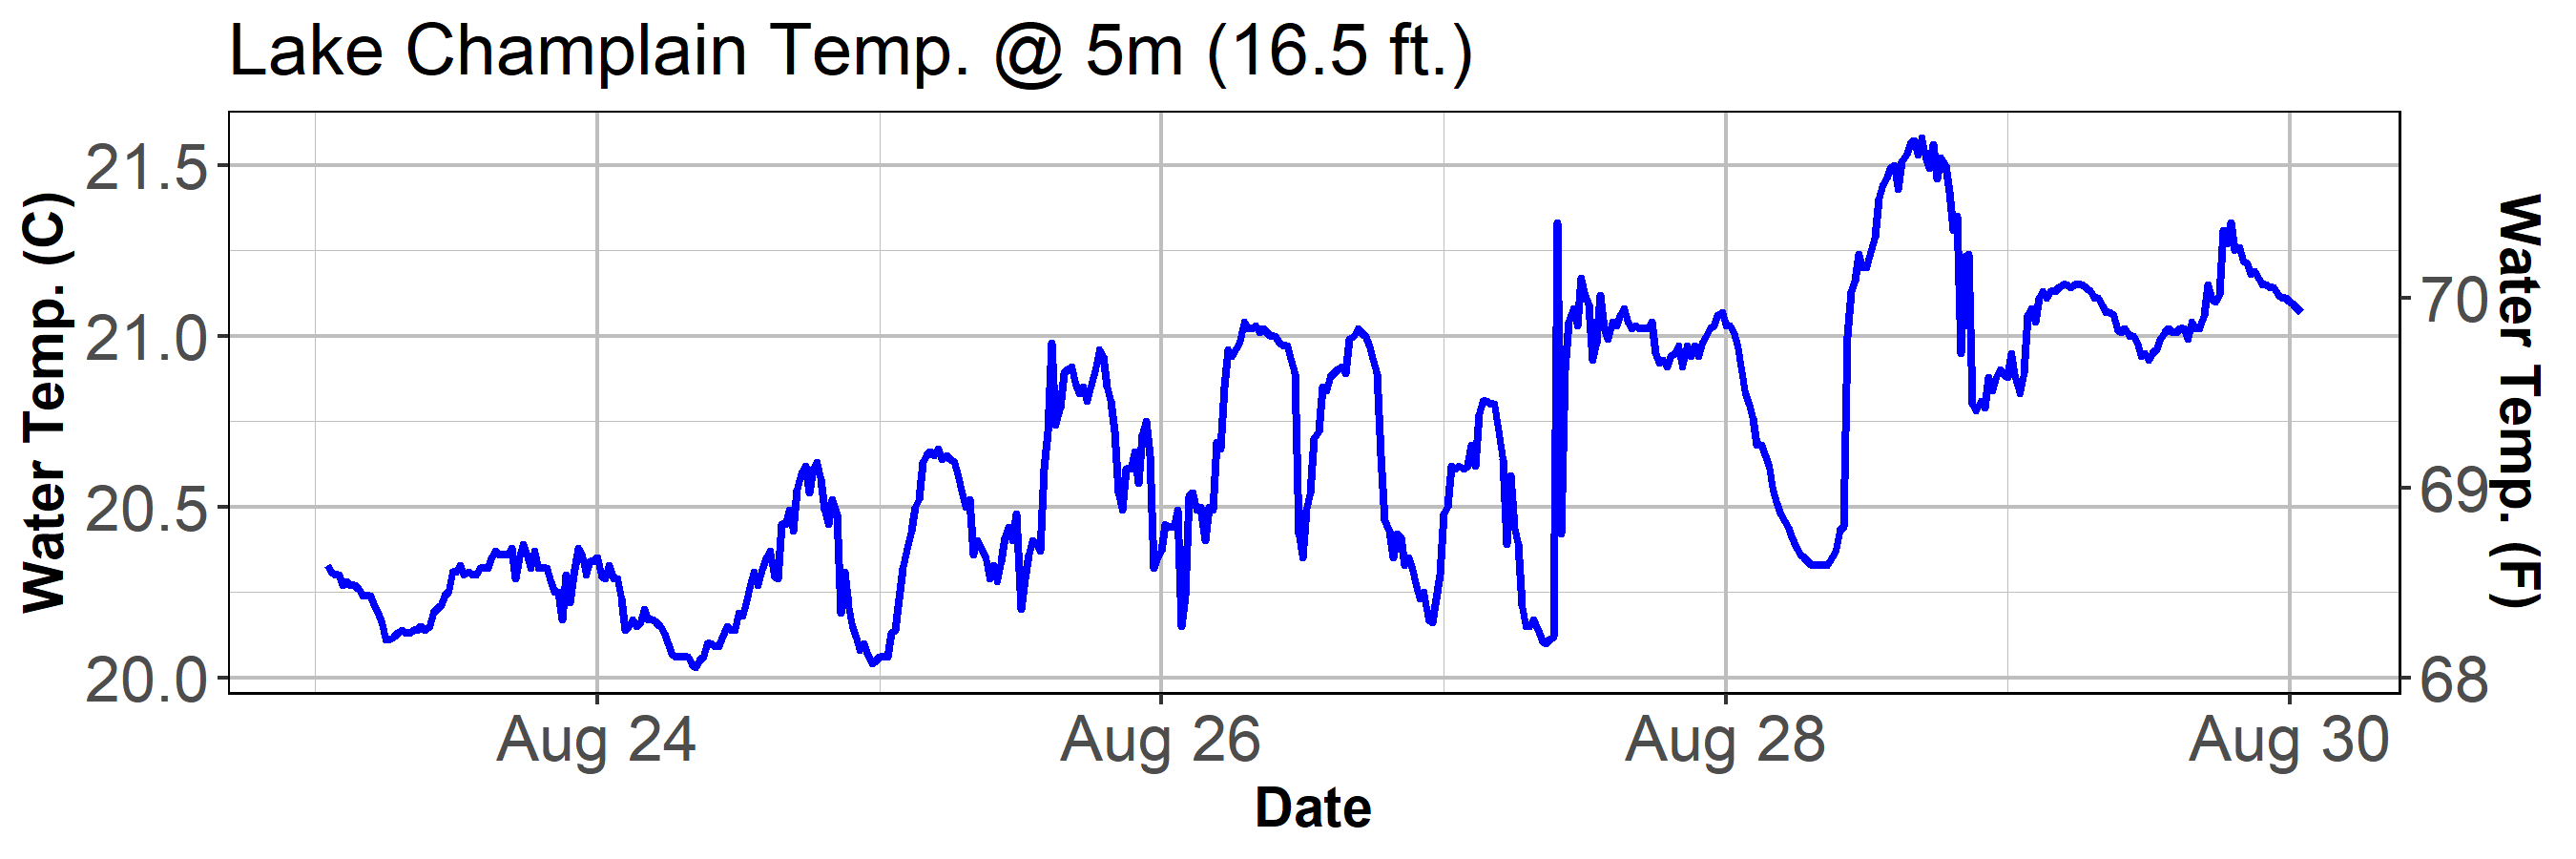 Lake Champlain Temp. @ 5m (16.5 ft.)
Water Temp. (C)
21.5
21.0
20.5
20.0
Water Temp. (F)
70
69
68
Aug 24
Aug 26
Aug 28
Aug 30
Date